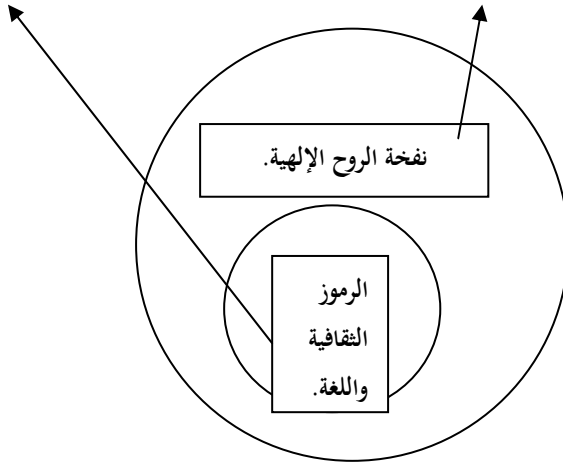 نفخة الروح الإلهية.
الرموز
الثقافية
واللغة.